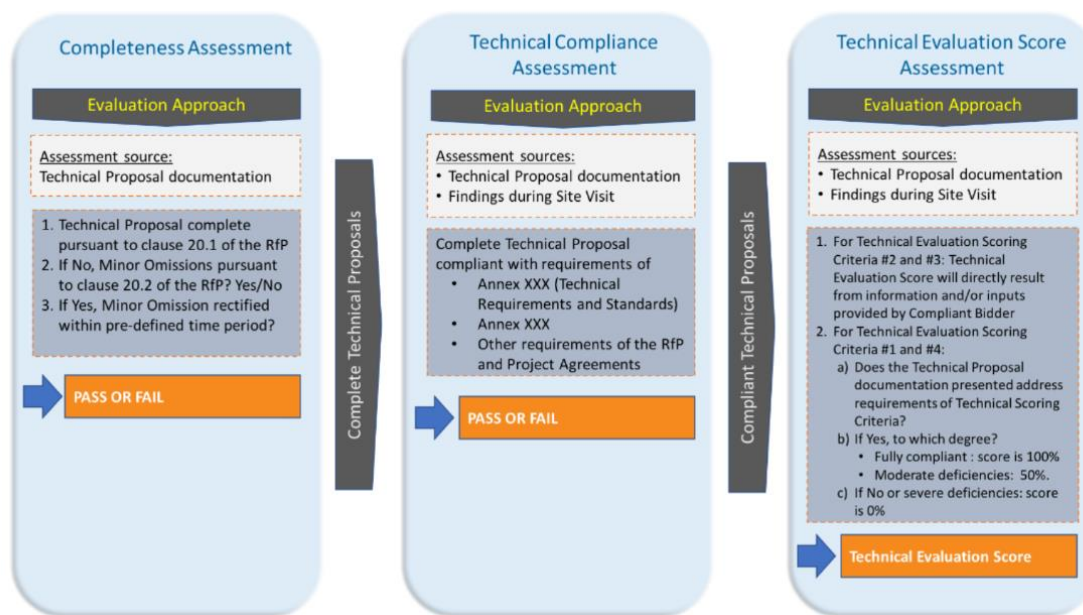 Completeness Assessment
Evaluation Approach
Assessment source:
Technical Proposal documentation
1. Technical Proposal complete
pursuant to clause 20.1 of the RfP
2. If No, Minor Omissions pursuant
to clause 20.2 of the RfP? Yes/No
3. If Yes, Minor Omission rectified
within pre-defined time period?
PASS OR FAIL
Complete Technical Proposals
Technical Compliance
Assessment
Evaluation Approach
Assessment sources:
• Technical Proposal documentation
• Findings during Site Visit
Complete Technical Proposal
compliant with requirements of
• Annex XXX (Technical
Requirements and Standards)
• Annex XXX
• Other requirements of the RfP
and Project Agreements
PASS OR FAIL
Compliant Technical Proposals
Technical Evaluation Score
Assessment
Evaluation Approach
Assessment sources:
• Technical Proposal documentation
• Findings during Site Visit
1. For Technical Evaluation Scoring
Criteria #2 and #3: Technical
Evaluation Score will directly result
from information and/or inputs
provided by Compliant Bidder
2. For Technical Evaluation Scoring
Criteria #1 and #4:
a) Does the Technical Proposal
documentation presented address
requirements of Technical Scoring
Criteria?
b) If Yes, to which degree?
• Fully compliant : score is 100%
• Moderate deficiencies: 50%.
c) If No or severe deficiencies: score
is 0%
Technical Evaluation Score